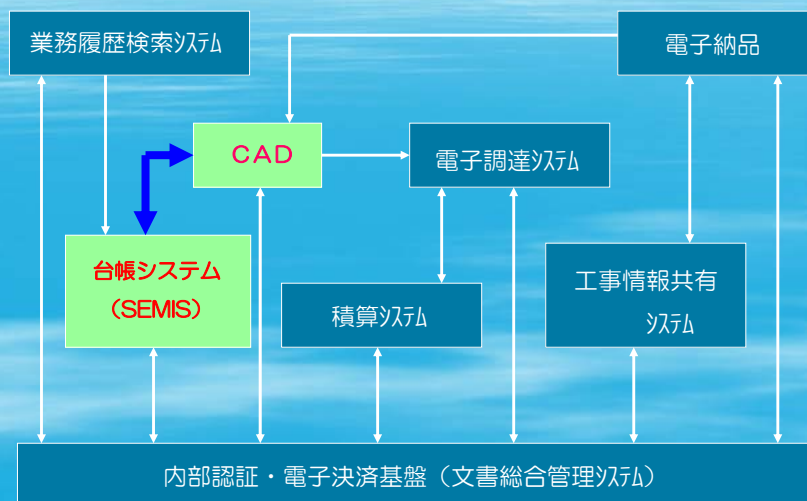 業務履歴検索ｼｽﾃﾑ
電子納品
ＣＡＤ
電子調達ｼｽﾃﾑ
台帳システム
（SEMIS）
積算ｼｽﾃﾑ
工事情報共有
ｼｽﾃﾑ
内部認証・電子決済基盤（文書総合管理ｼｽﾃﾑ）